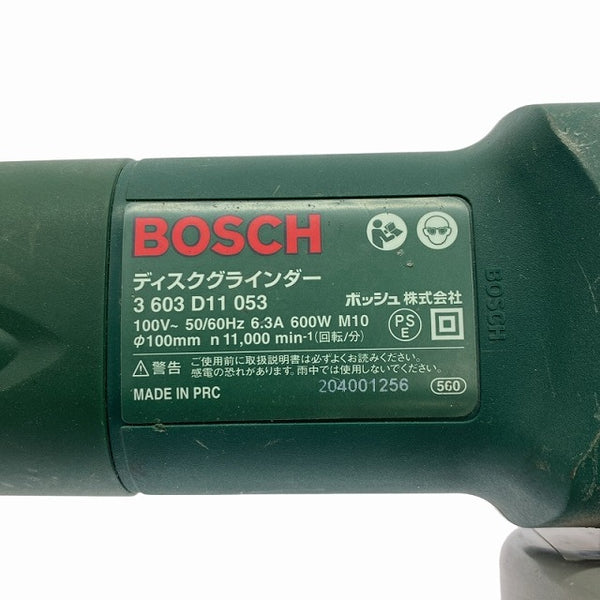 BOSCH
ディスクグラインダー
3 603 D11 053
ボッシュ株式会社
100V~ 50/60Hz 6.3A 600W M10
φ100mm n 11,000 min-1(回転/分)
PS
E
⚠警告 ご使用前に取扱説明書は必ずよくお読みください。
感電の恐れがあります。雨中では使用しないでください。
MADE IN PRC
204001256
560
BOSCH